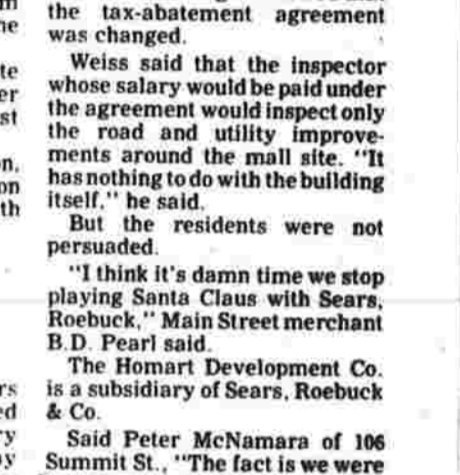 the tax-abatement agreement
was changed.
Weiss said that the inspector
whose salary would be paid under
the agreement would inspect only
the road and utility improve-
ments around the mall site. "It
has nothing to do with the building
itself," he said.
But the residents were not
persuaded.
"I think it's damn time we stop
playing Santa Claus with Sears,
Roebuck," Main Street merchant
B.D. Pearl said.
The Homart Development Co.
is a subsidiary of Sears, Roebuck
& Co.
Said Peter McNamara of 106
Summit St., "The fact is we were